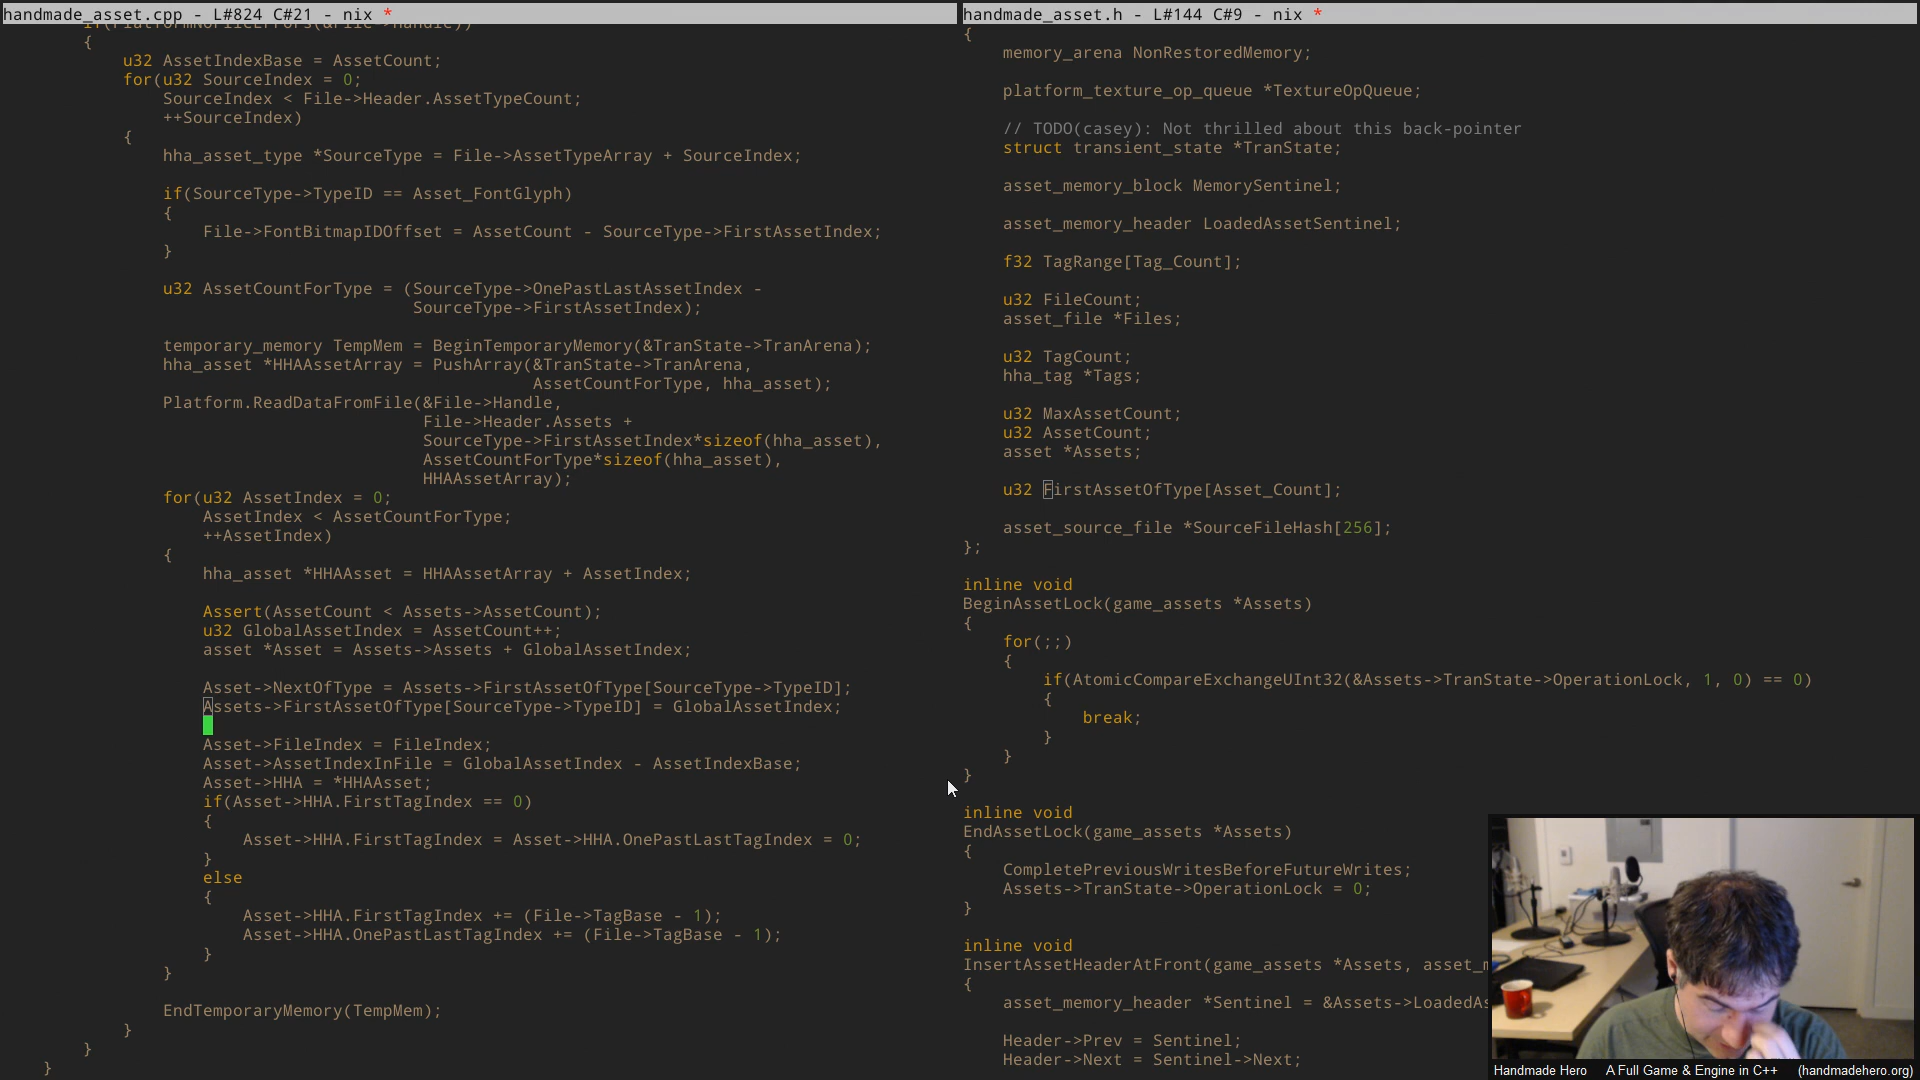 handmade_asset.cpp - L#824 C#21 - nix *
{
u32 AssetIndexBase = AssetCount;
for(u32 SourceIndex = 0;
SourceIndex < File->Header.AssetTypeCount;
++SourceIndex)
{
hha_asset_type *SourceType = File->AssetTypeArray + SourceIndex;
if(SourceType->TypeID == Asset_FontGlyph)
{
File->FontBitmapIDOffset = AssetCount - SourceType->FirstAssetIndex;
}
u32 AssetCountForType = (SourceType->OnePastLastAssetIndex -
SourceType->FirstAssetIndex);
temporary_memory TempMem = BeginTemporaryMemory(&TranState->TranArena);
hha_asset *HHAAssetArray = PushArray(&TranState->TranArena,
AssetCountForType, hha_asset);
Platform.ReadDataFromFile(&File->Handle,
File->Header.Assets +
SourceType->FirstAssetIndex*sizeof(hha_asset),
AssetCountForType*sizeof(hha_asset),
HHAAssetArray);
for(u32 AssetIndex = 0;
AssetIndex < AssetCountForType;
++AssetIndex)
{
hha_asset *HHAAsset = HHAAssetArray + AssetIndex;
Assert(AssetCount < Assets->AssetCount);
u32 GlobalAssetIndex = AssetCount++;
asset *Asset = Assets->Assets + GlobalAssetIndex;
Asset->NextOfType = Assets->FirstAssetOfType[SourceType->TypeID];
Assets->FirstAssetOfType[SourceType->TypeID] = GlobalAssetIndex;
Asset->FileIndex = FileIndex;
Asset->AssetIndexInFile = GlobalAssetIndex - AssetIndexBase;
Asset->HHA = *HHAAsset;
if(Asset->HHA.FirstTagIndex == 0)
{
Asset->HHA.FirstTagIndex = Asset->HHA.OnePastLastTagIndex = 0;
}
else
{
Asset->HHA.FirstTagIndex += (File->TagBase - 1);
Asset->HHA.OnePastLastTagIndex += (File->TagBase - 1);
}
}
EndTemporaryMemory(TempMem);
}
}
}
handmade_asset.h - L#144 C#9 - nix *
{
memory_arena NonRestoredMemory;
platform_texture_op_queue *TextureOpQueue;
// TODO(casey): Not thrilled about this back-pointer
struct transient_state *TranState;
asset_memory_block MemorySentinel;
asset_memory_header LoadedAssetSentinel;
f32 TagRange[Tag_Count];
u32 FileCount;
asset_file *Files;
u32 TagCount;
hha_tag *Tags;
u32 MaxAssetCount;
u32 AssetCount;
asset *Assets;
u32 FirstAssetOfType[Asset_Count];
asset_source_file *SourceFileHash[256];
};
inline void
BeginAssetLock(game_assets *Assets)
{
for(;;)
{
if(AtomicCompareExchangeUInt32(&Assets->TranState->OperationLock, 1, 0) == 0)
{
break;
}
}
}
inline void
EndAssetLock(game_assets *Assets)
{
CompletePreviousWritesBeforeFutureWrites;
Assets->TranState->OperationLock = 0;
}
inline void
InsertAssetHeaderAtFront(game_assets *Assets,
{
asset_memory_header *Sentinel =
Header->Prev = Sentinel;
Header->Next = Sentinel->Next;
Handmade Hero A Full Game & Engine in C++ (handmadehero.org)